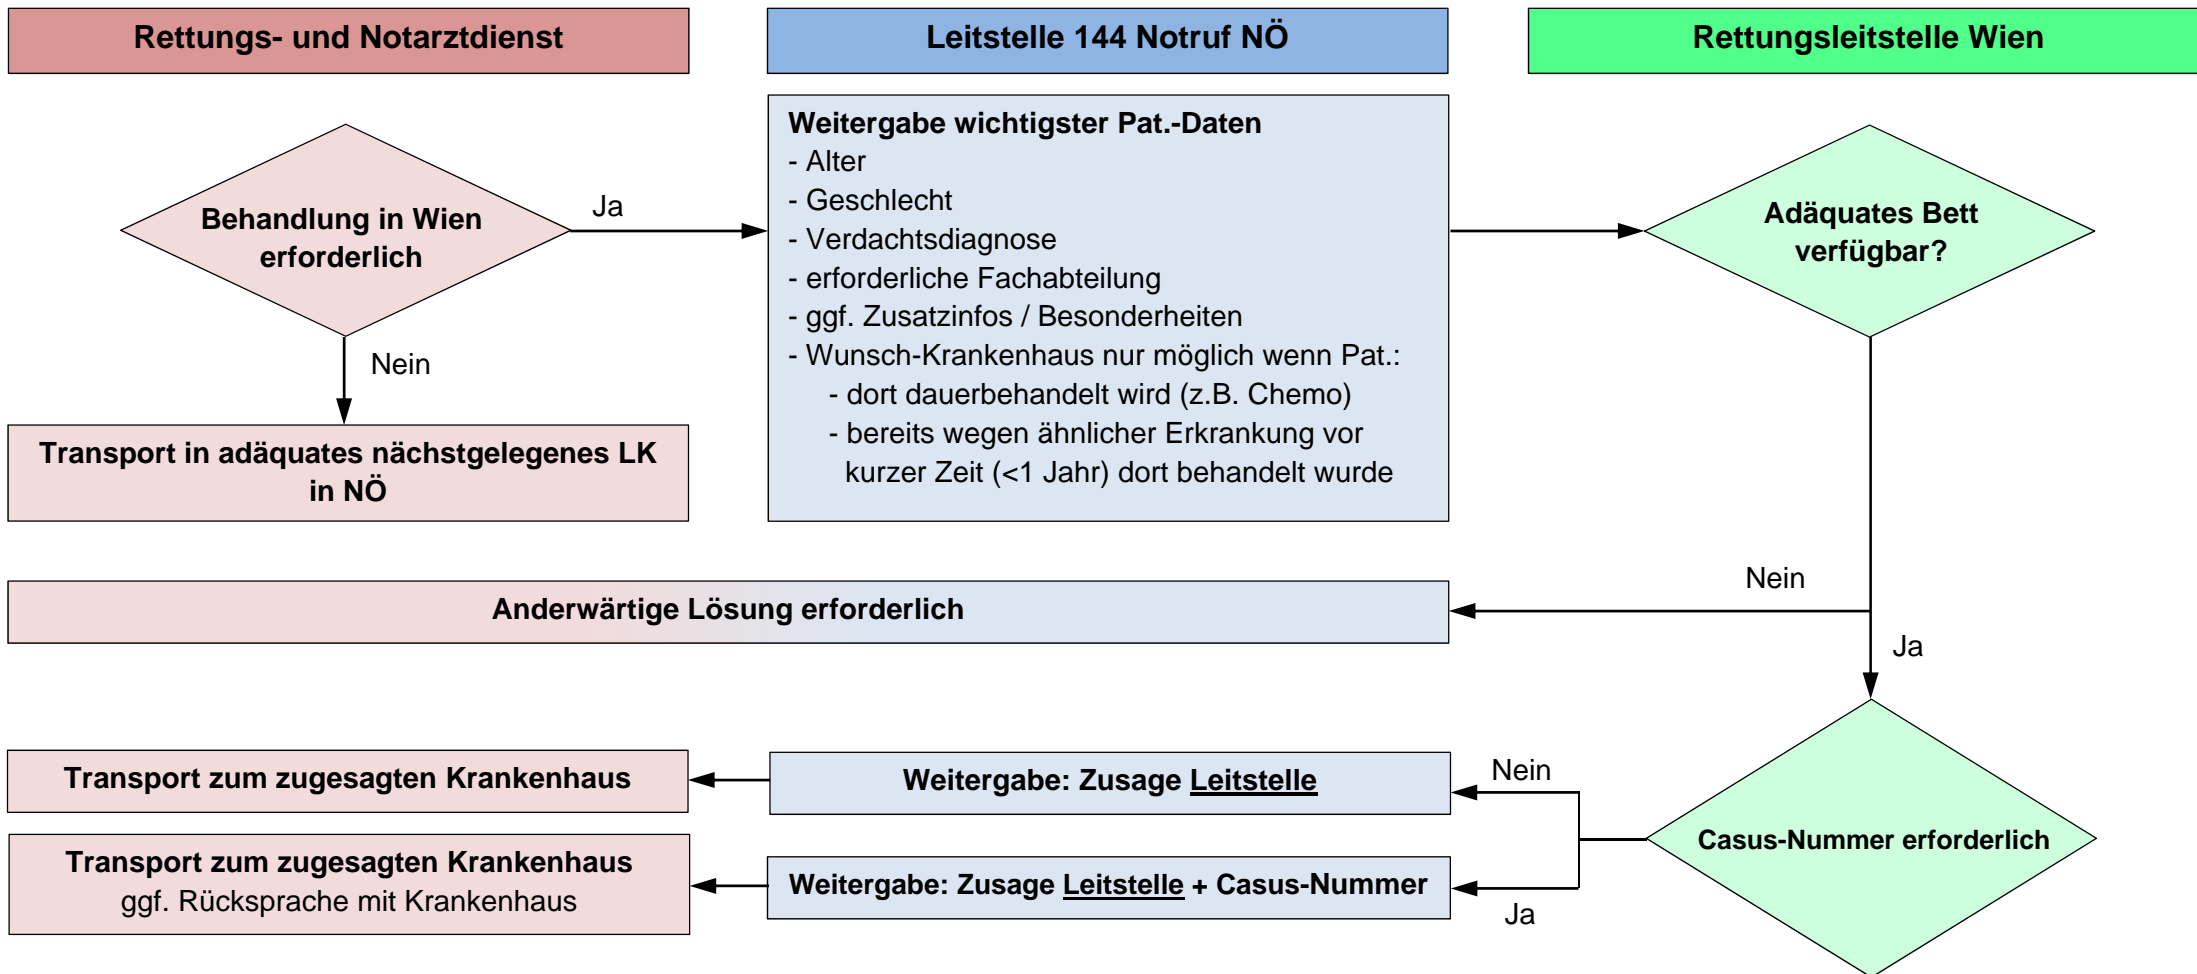 Rettungs- und Notarztdienst
Leitstelle 144 Notruf NÖ
Rettungsleitstelle Wien
Behandlung in Wien
erforderlich
Ja
Nein
Transport in adäquates nächstgelegenes LK
in NÖ
Weitergabe wichtigster Pat.-Daten
- Alter
- Geschlecht
- Verdachtsdiagnose
- erforderliche Fachabteilung
- ggf. Zusatzinfos / Besonderheiten
- Wunsch-Krankenhaus nur möglich wenn Pat.:
- dort dauerbehandelt wird (z.B. Chemo)
- bereits wegen ähnlicher Erkrankung vor
kurzer Zeit (<1 Jahr) dort behandelt wurde
Adäquates Bett
verfügbar?
Nein
Anderwärtige Lösung erforderlich
Ja
Casus-Nummer erforderlich
Nein
Weitergabe: Zusage Leitstelle
Transport zum zugesagten Krankenhaus
Ja
Weitergabe: Zusage Leitstelle + Casus-Nummer
Transport zum zugesagten Krankenhaus
ggf. Rücksprache mit Krankenhaus